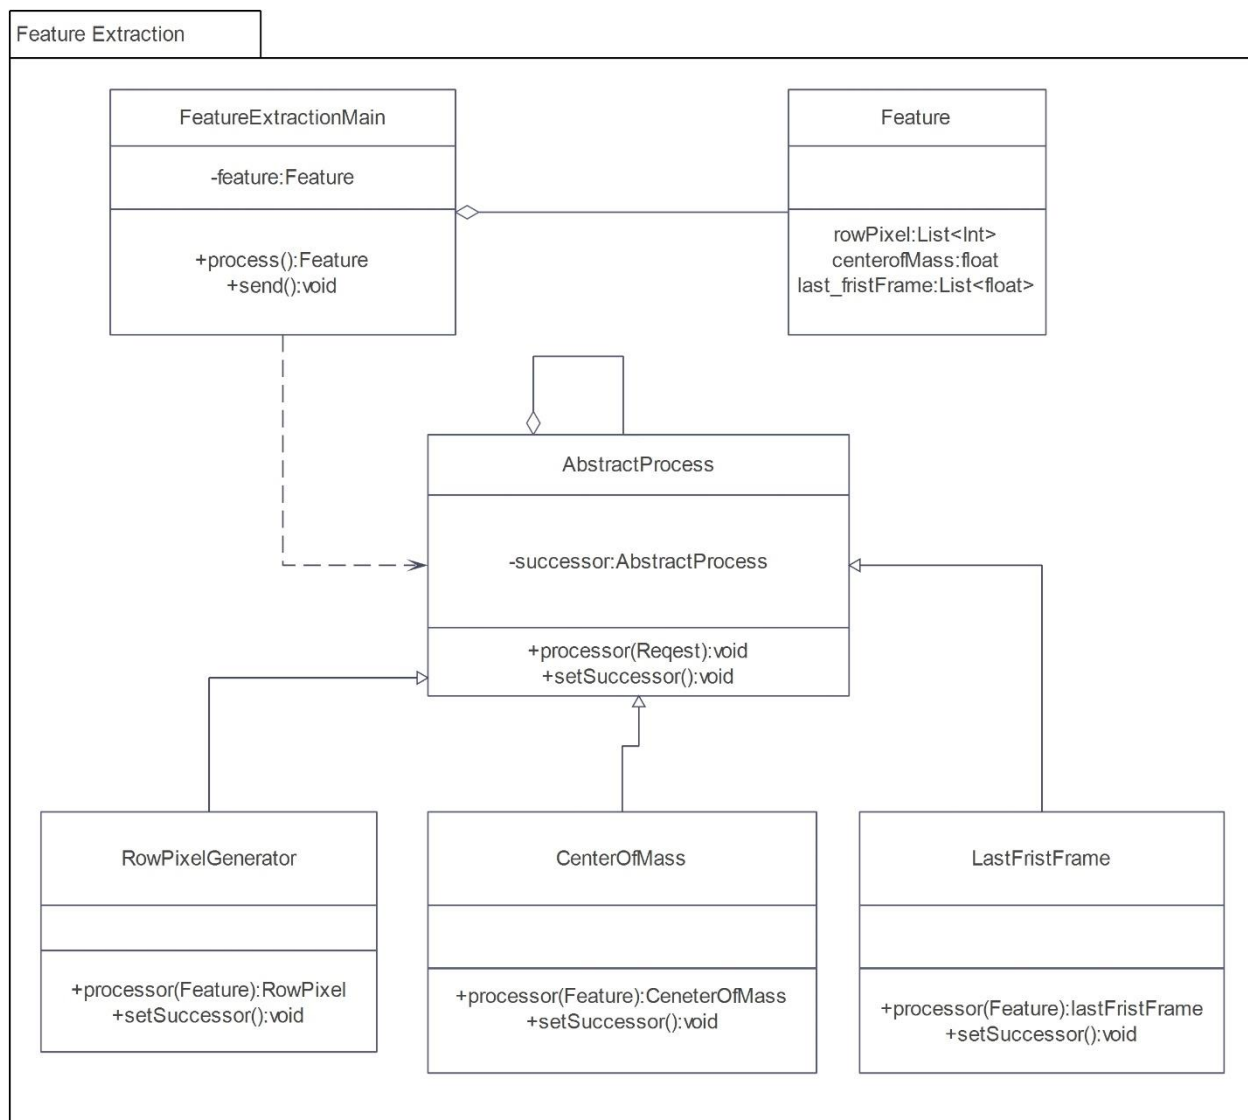 Feature Extraction
FeatureExtractionMain
-feature:Feature
+process():Feature
+send():void
Feature
rowPixel:List<Int>
centerofMass:float
last_fristFrame:List<float>
AbstractProcess
-successor:AbstractProcess
+processor(Reqest):void
+setSuccessor():void
RowPixelGenerator
+processor(Feature):RowPixel
+setSuccessor():void
CenterOfMass
+processor(Feature):CeneterOfMass
+setSuccessor():void
LastFristFrame
+processor(Feature):lastFristFrame
+setSuccessor():void